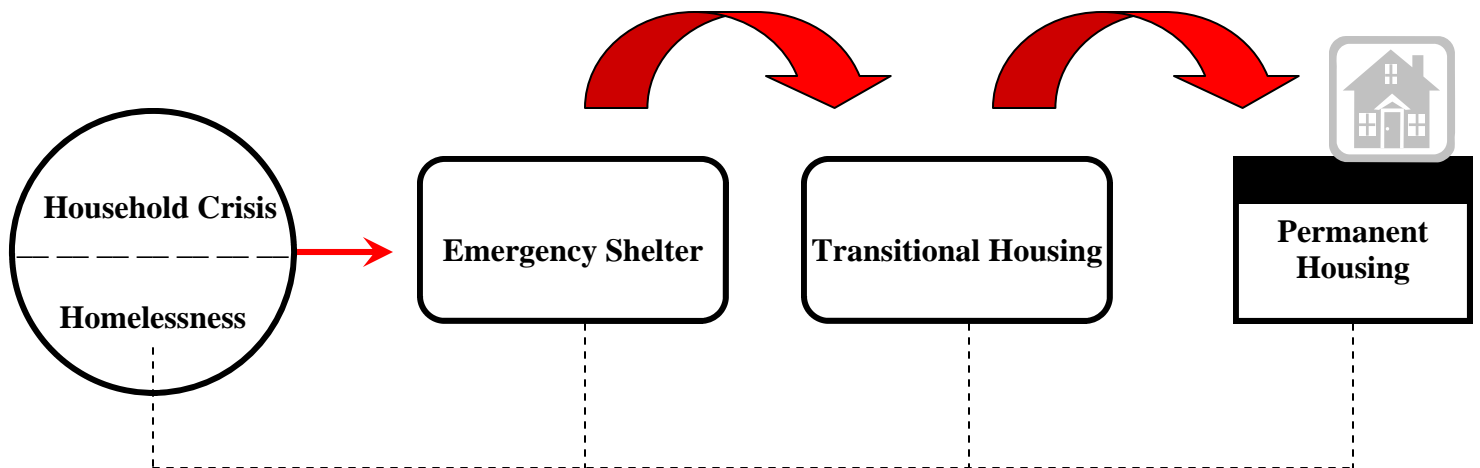 Household Crisis
Homelessness
Emergency Shelter
Transitional Housing
Permanent
Housing